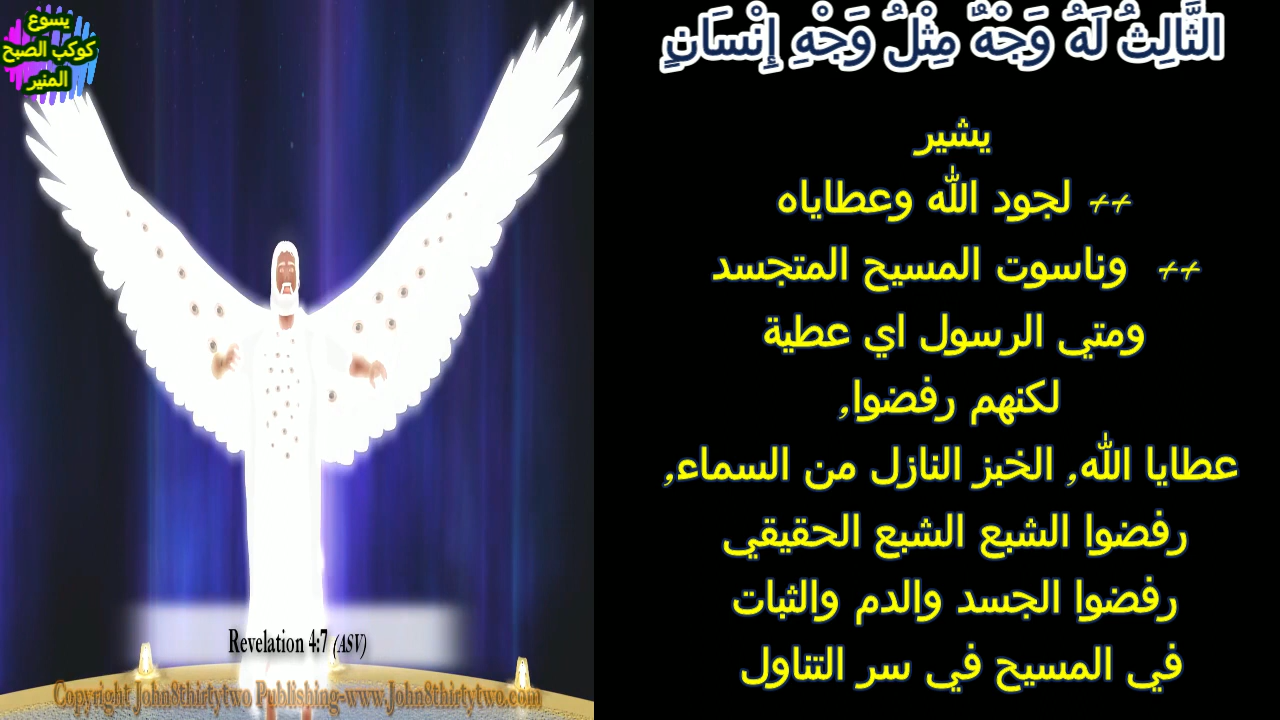 يسوع
كوكب الصبح
المنير
الثَّالِثُ لَهُ وَجْهٌ مِثْلُ وَجْهِ إِنْسَانٍ
يشير
++ لجود الله وعطاياه
++ وناسوت المسيح المتجسد
ومتي الرسول اي عطية
لكنهم رفضوا,
عطايا الله, الخبز النازل من السماء,
رفضوا الشبع الشبع الحقيقي
رفضوا الجسد والدم والثبات
في المسيح في سر التناول
Revelation 4:7 (ASV)
Copyright John8thirtytwo Publishing-www.John8thirtytwo.com